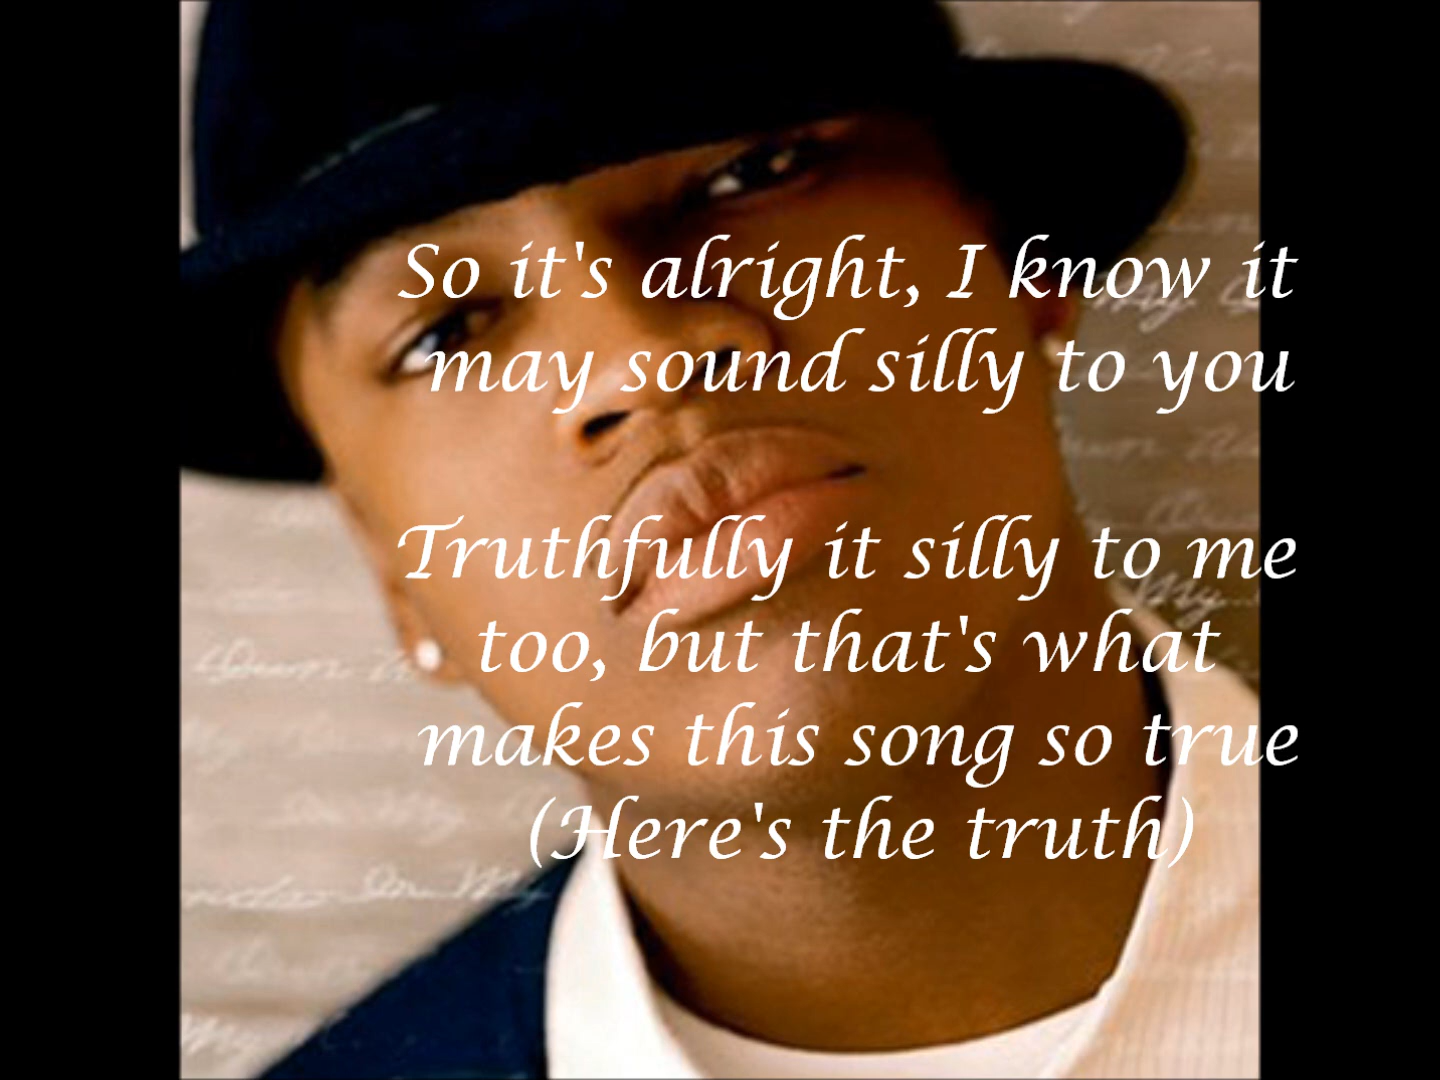 So it's alright, I know it
may sound silly to you
Truthfully it silly to me
too, but that's what
makes this song so true
(Here's the truth)